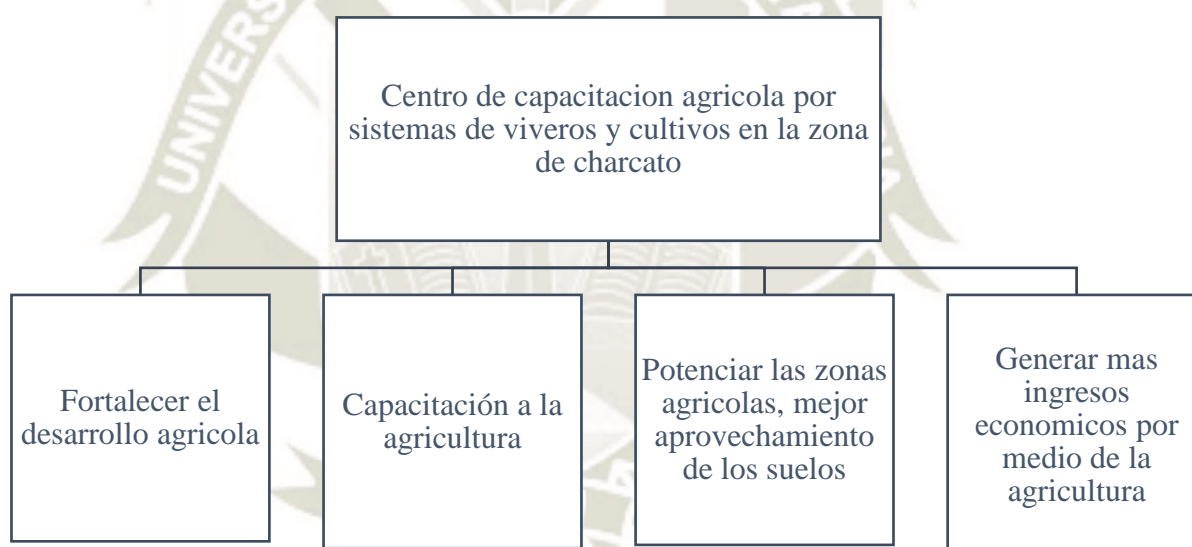 Centro de capacitacion agricola por
sistemas de viveros y cultivos en la zona
de charcato
Fortalecer el
desarrollo agricola
Capacitación a la
agricultura
Potenciar las zonas
agricolas, mejor
aprovechamiento
de los suelos
Generar mas
ingresos
economicos por
medio de la
agricultura
UNIVERS